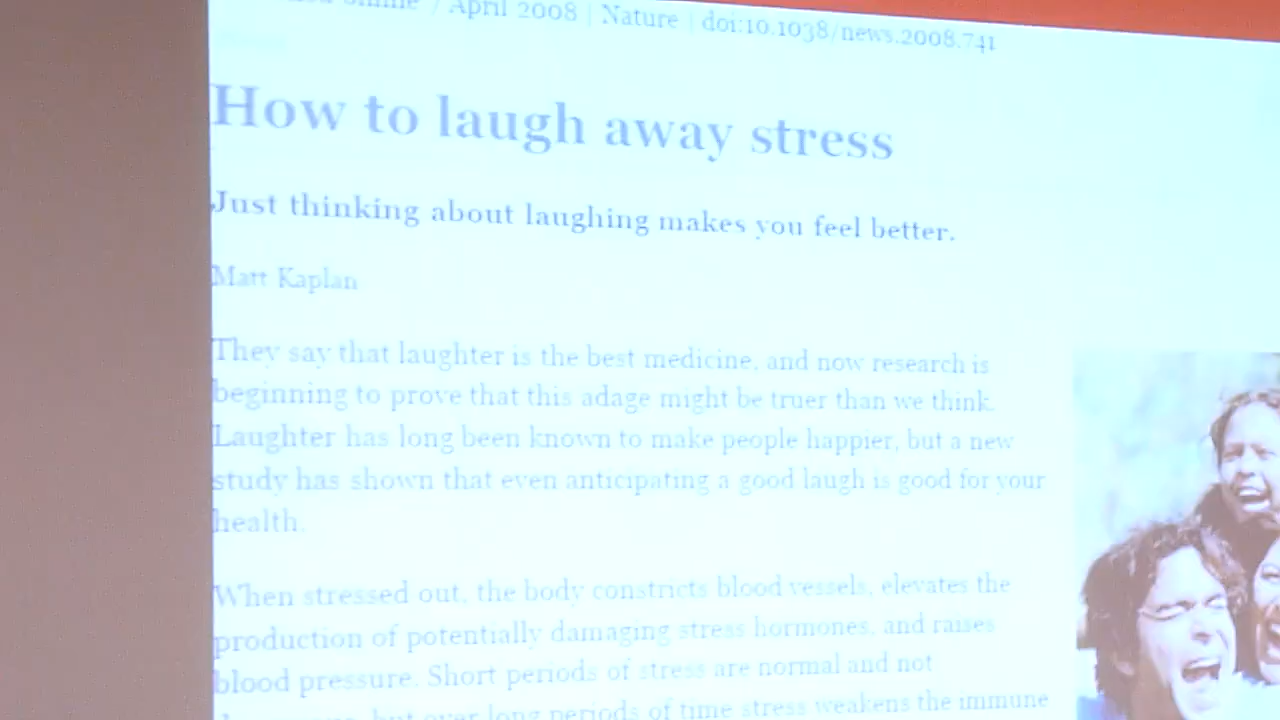 / April 2008 | Nature | doi:10.1038/news.2008.741
How to laugh away stress
Just thinking about laughing makes you feel better.
Matt Kaplan
They say that laughter is the best medicine, and now research is
beginning to prove that this adage might be truer than we think.
Laughter has long been known to make people happier, but a new
study has shown that even anticipating a good laugh is good for your
health.
When stressed out, the body constricts blood vessels, elevates the
production of potentially damaging stress hormones, and raises
blood pressure. Short periods of stress are normal and not
but over long periods of time stress weakens the immune